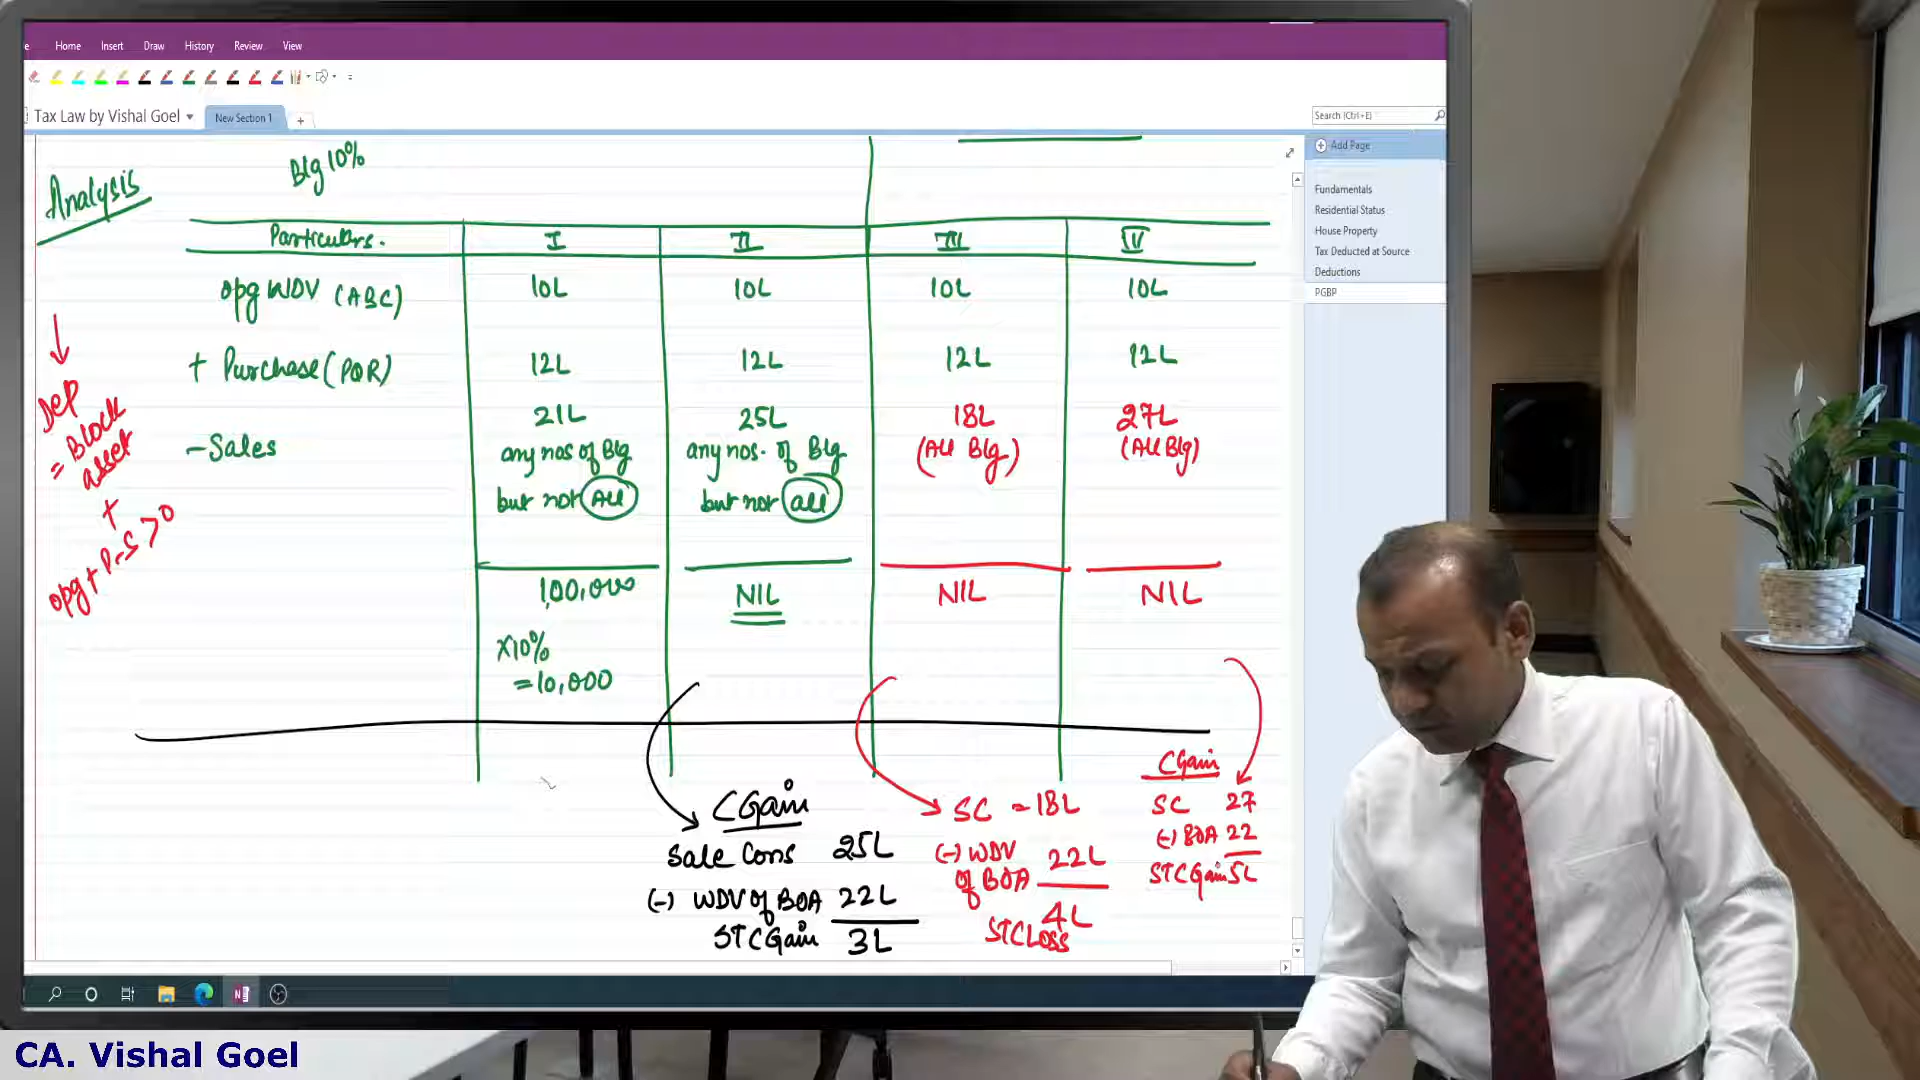 Home Insert Draw History Review View
Tax Law by Vishal Goel New Section 1 +
Search (Ctrl+E)
Add Page
Fundamentals
Residential Status
House Property
Tax Deducted at Source
Deductions
PGBP
Analysis
Blg 10%
Particulars. I II III IV
opg WDV (ABC) 10L 10L 10L 10L
+ Purchase (PQR) 12L 12L 12L 12L
- Sales 21L 25L 18L 27L
any nos of Blg any nos. of Blg (All Blg) (All Blg)
but not All but not all
1,00,000 NIL NIL NIL
x10%
=10,000
Dep
= Block
asset
+
opg + P-S > 0
CGain
Sale Cons 25L
(-) WDV of BOA 22L
STCGain 3L
SC = 18L
(-) WDV 22L
of BOA
4L
STCLoss
CGain
SC 27
(-) BOA 22
STCGain 5L
CA. Vishal Goel